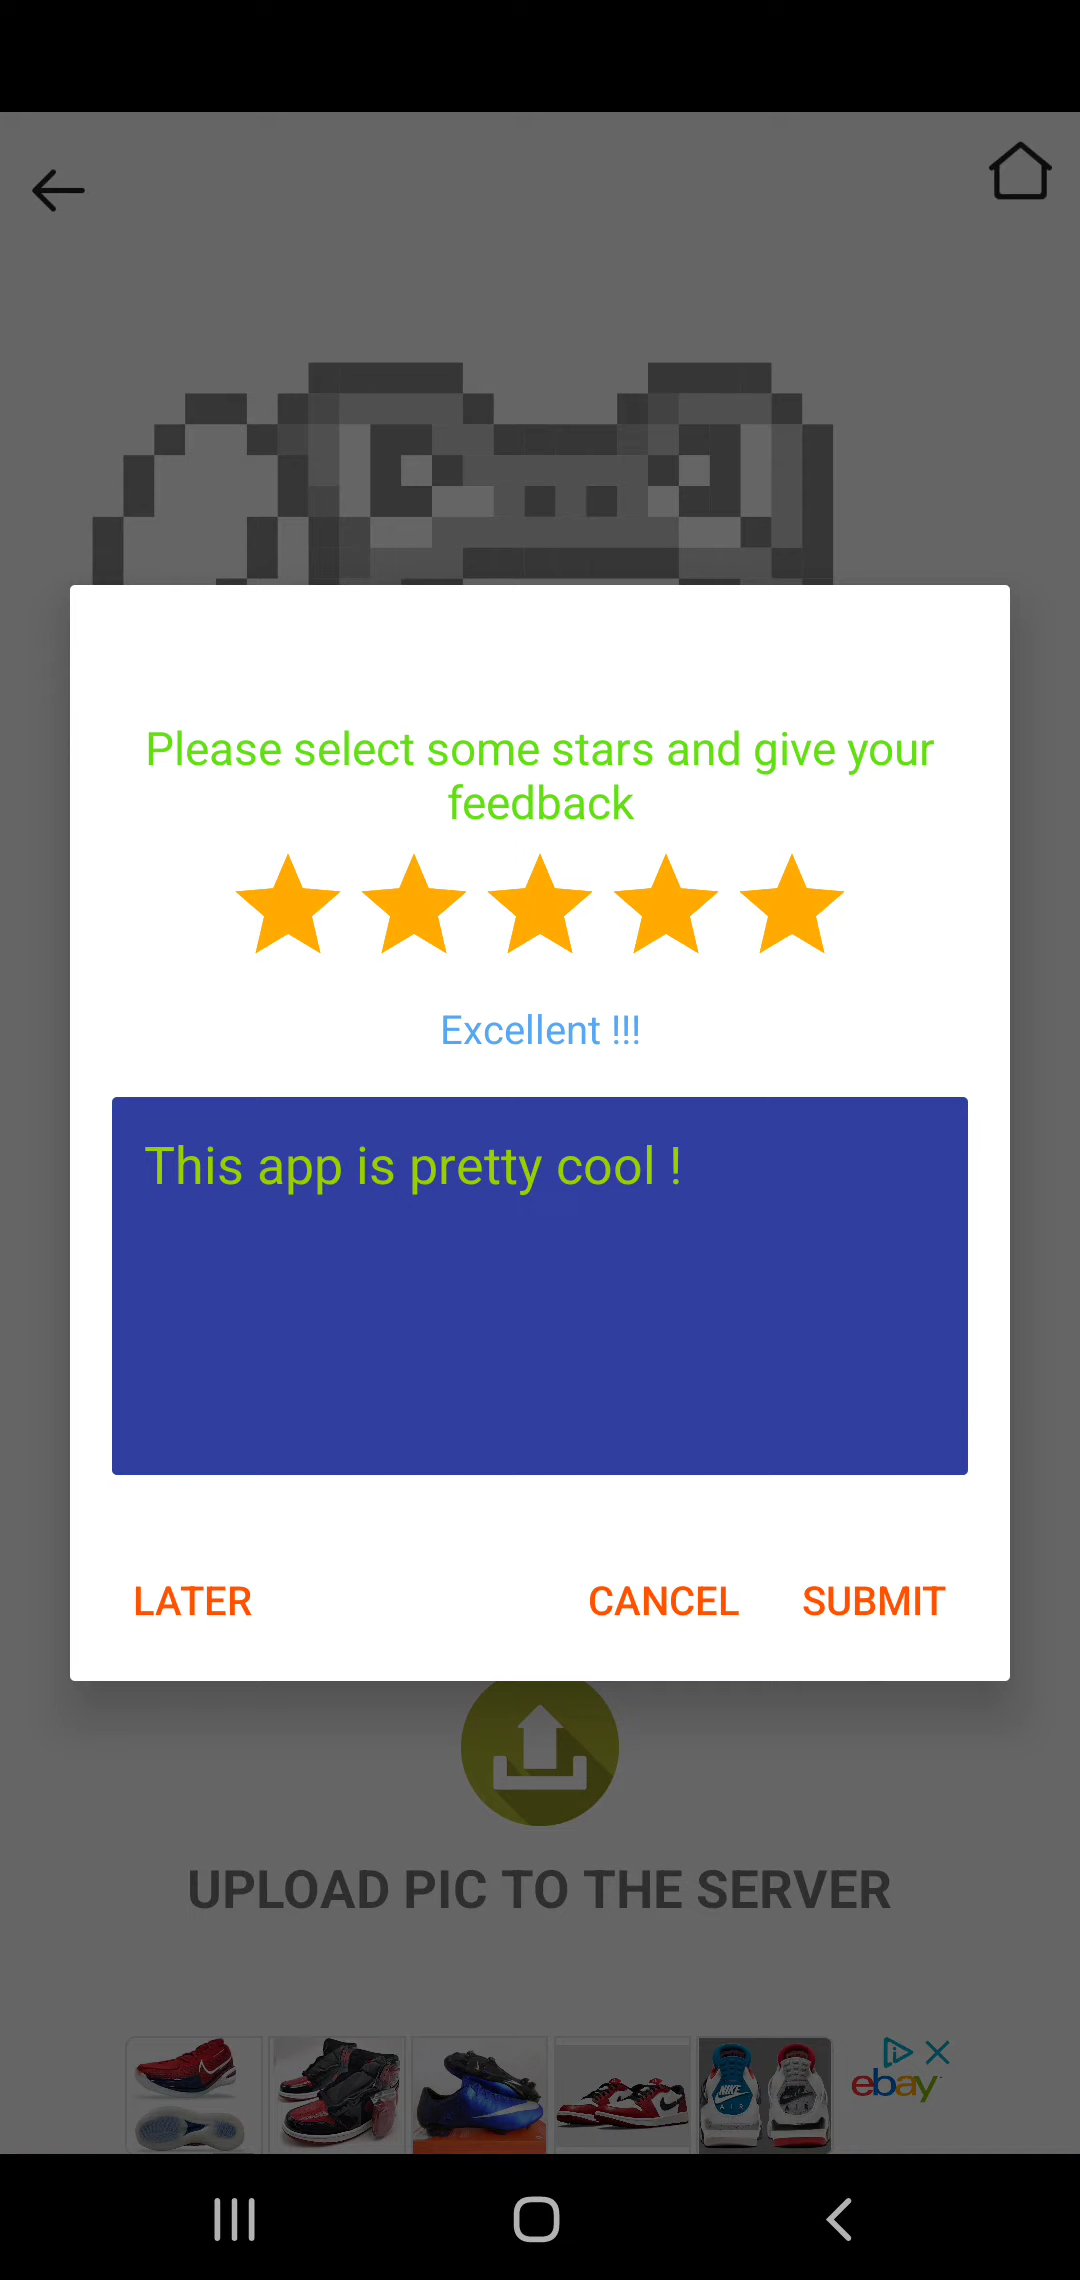 Please select some stars and give your
feedback
Excellent !!!
This app is pretty cool !
LATER
CANCEL
SUBMIT
UPLOAD PIC TO THE SERVER
ebay